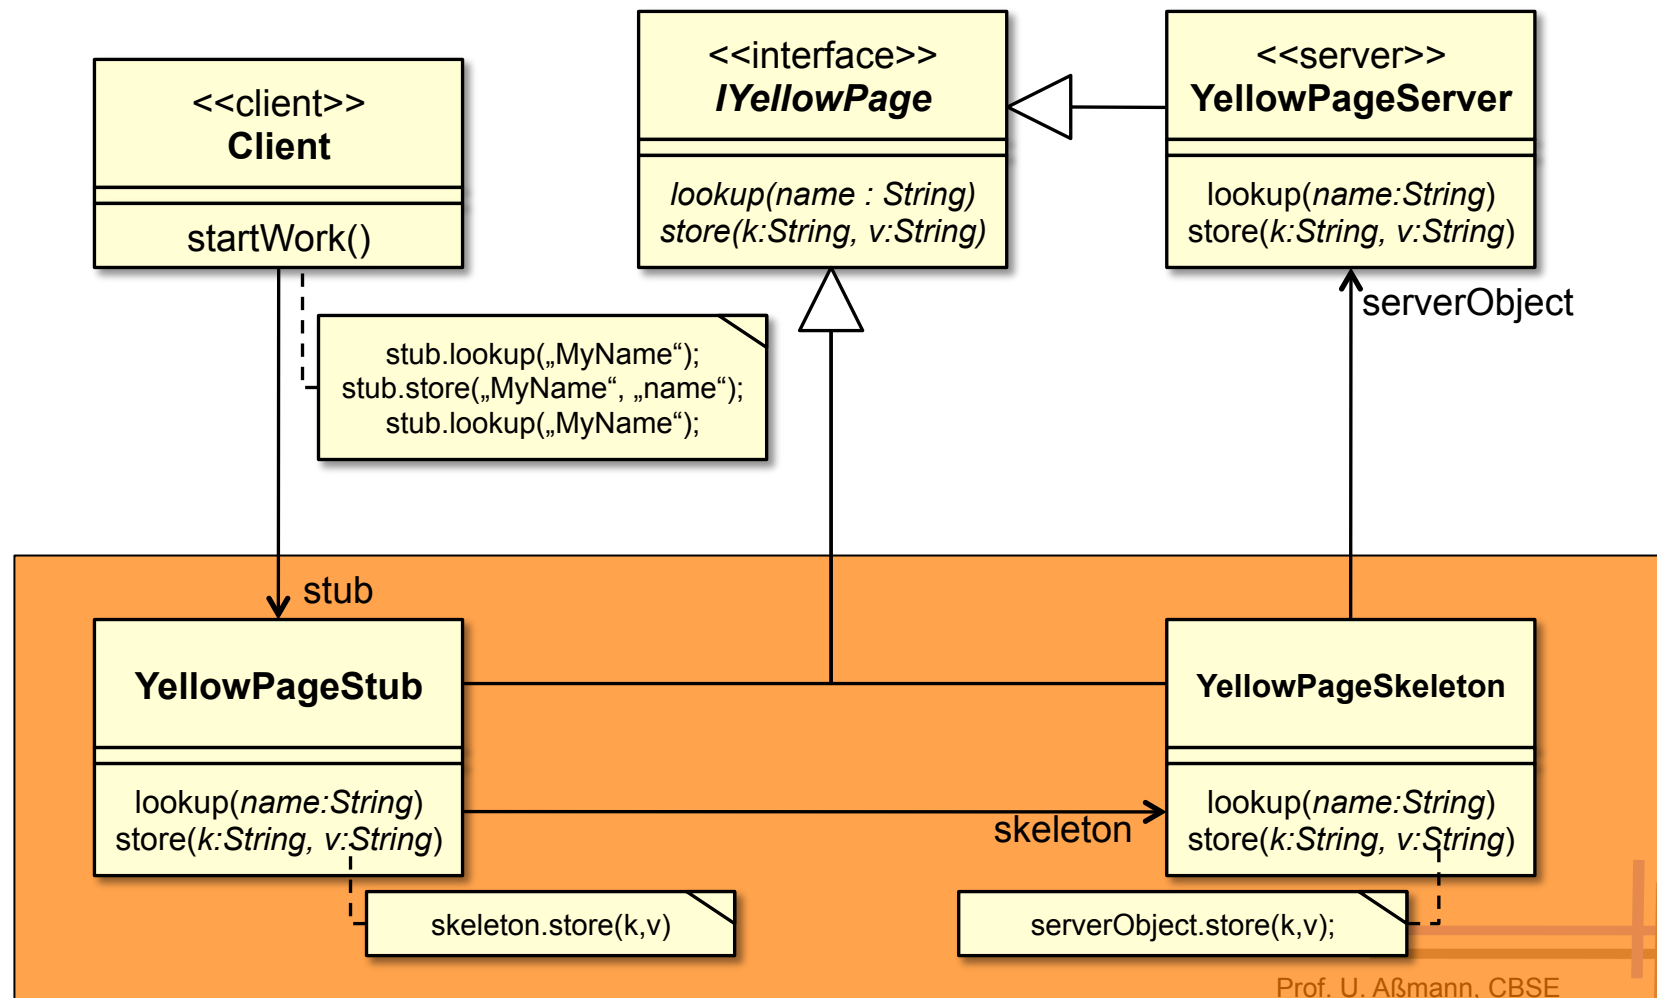 <<client>>
Client
startWork()
<<interface>>
IYellowPage
lookup(name : String)
store(k:String, v:String)
<<server>>
YellowPageServer
lookup(name:String)
store(k:String, v:String)
serverObject
stub.lookup(„MyName“);
stub.store(„MyName“, „name“);
stub.lookup(„MyName“);
stub
YellowPageStub
lookup(name:String)
store(k:String, v:String)
skeleton
YellowPageSkeleton
lookup(name:String)
store(k:String, v:String)
skeleton.store(k,v)
serverObject.store(k,v);
Prof. U. Aßmann, CBSE